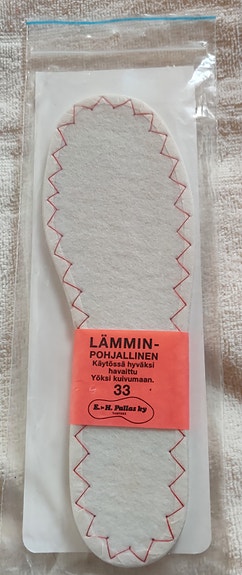 LÄMMIN-
POHJALLINEN
Käytössä hyväksi
havaittu
Yöksi kuivumaan.
33
E.+H. Pallas ky